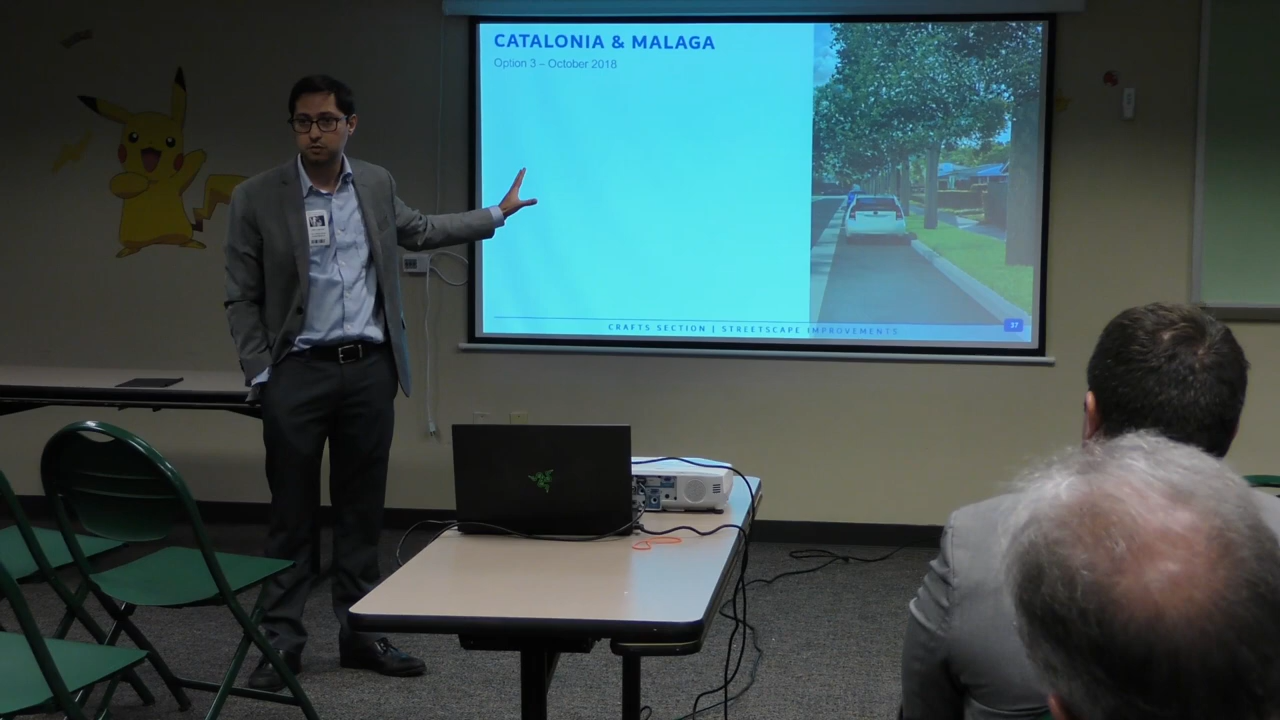 CATALONIA & MALAGA
Option 3 – October 2018
CRAFTS SECTION | STREETSCAPE IMPROVEMENTS
37